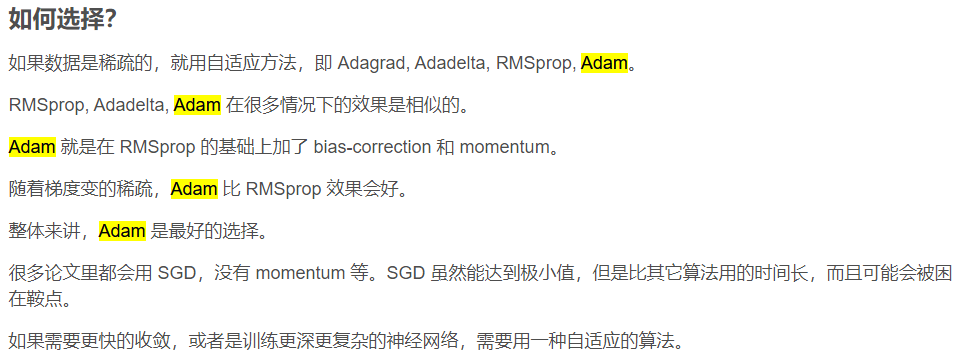 如何选择？
如果数据是稀疏的，就用自适应方法，即 Adagrad, Adadelta, RMSprop, Adam。
RMSprop, Adadelta, Adam 在很多情况下的效果是相似的。
Adam 就是在 RMSprop 的基础上加了 bias-correction 和 momentum。
随着梯度变的稀疏，Adam 比 RMSprop 效果会好。
整体来讲，Adam 是最好的选择。
很多论文里都会用 SGD，没有 momentum 等。SGD 虽然能达到极小值，但是比其它算法用的时间长，而且可能会被困
在鞍点。
如果需要更快的收敛，或者是训练更深更复杂的神经网络，需要用一种自适应的算法。